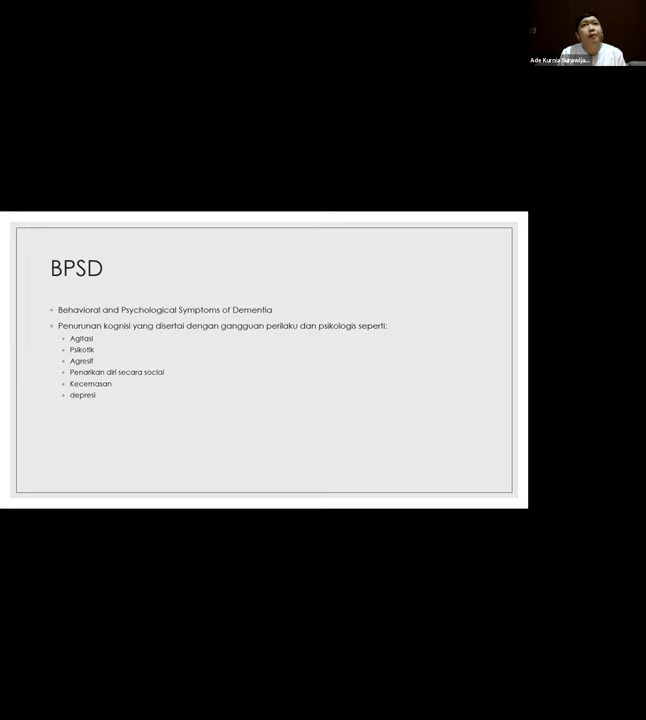 Ade Kurnia Surawija...
BPSD
Behavioral and Psychological Symptoms of Dementia
Penurunan kognisi yang disertai dengan gangguan perilaku dan psikologis seperti:
Agitasi
Psikotik
Agresif
Penarikan diri secara social
Kecemasan
depresi